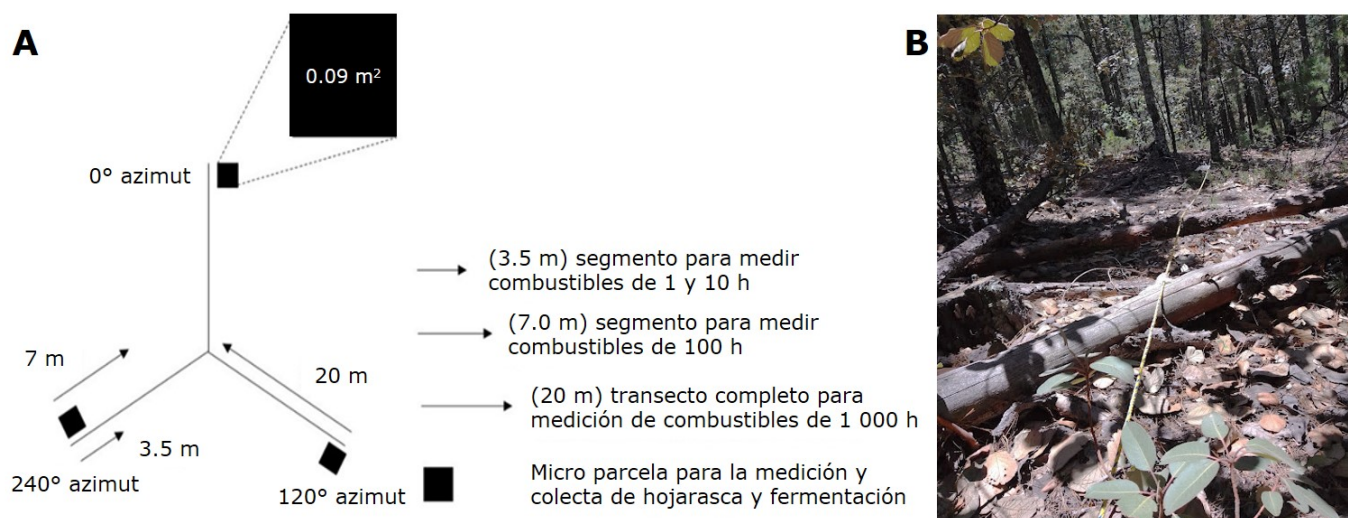 A
0.09 m²
0° azimut
7 m
20 m
3.5 m
240° azimut
120° azimut
(3.5 m) segmento para medir
combustibles de 1 y 10 h
(7.0 m) segmento para medir
combustibles de 100 h
(20 m) transecto completo para
medición de combustibles de 1 000 h
Micro parcela para la medición y
colecta de hojarasca y fermentación
B